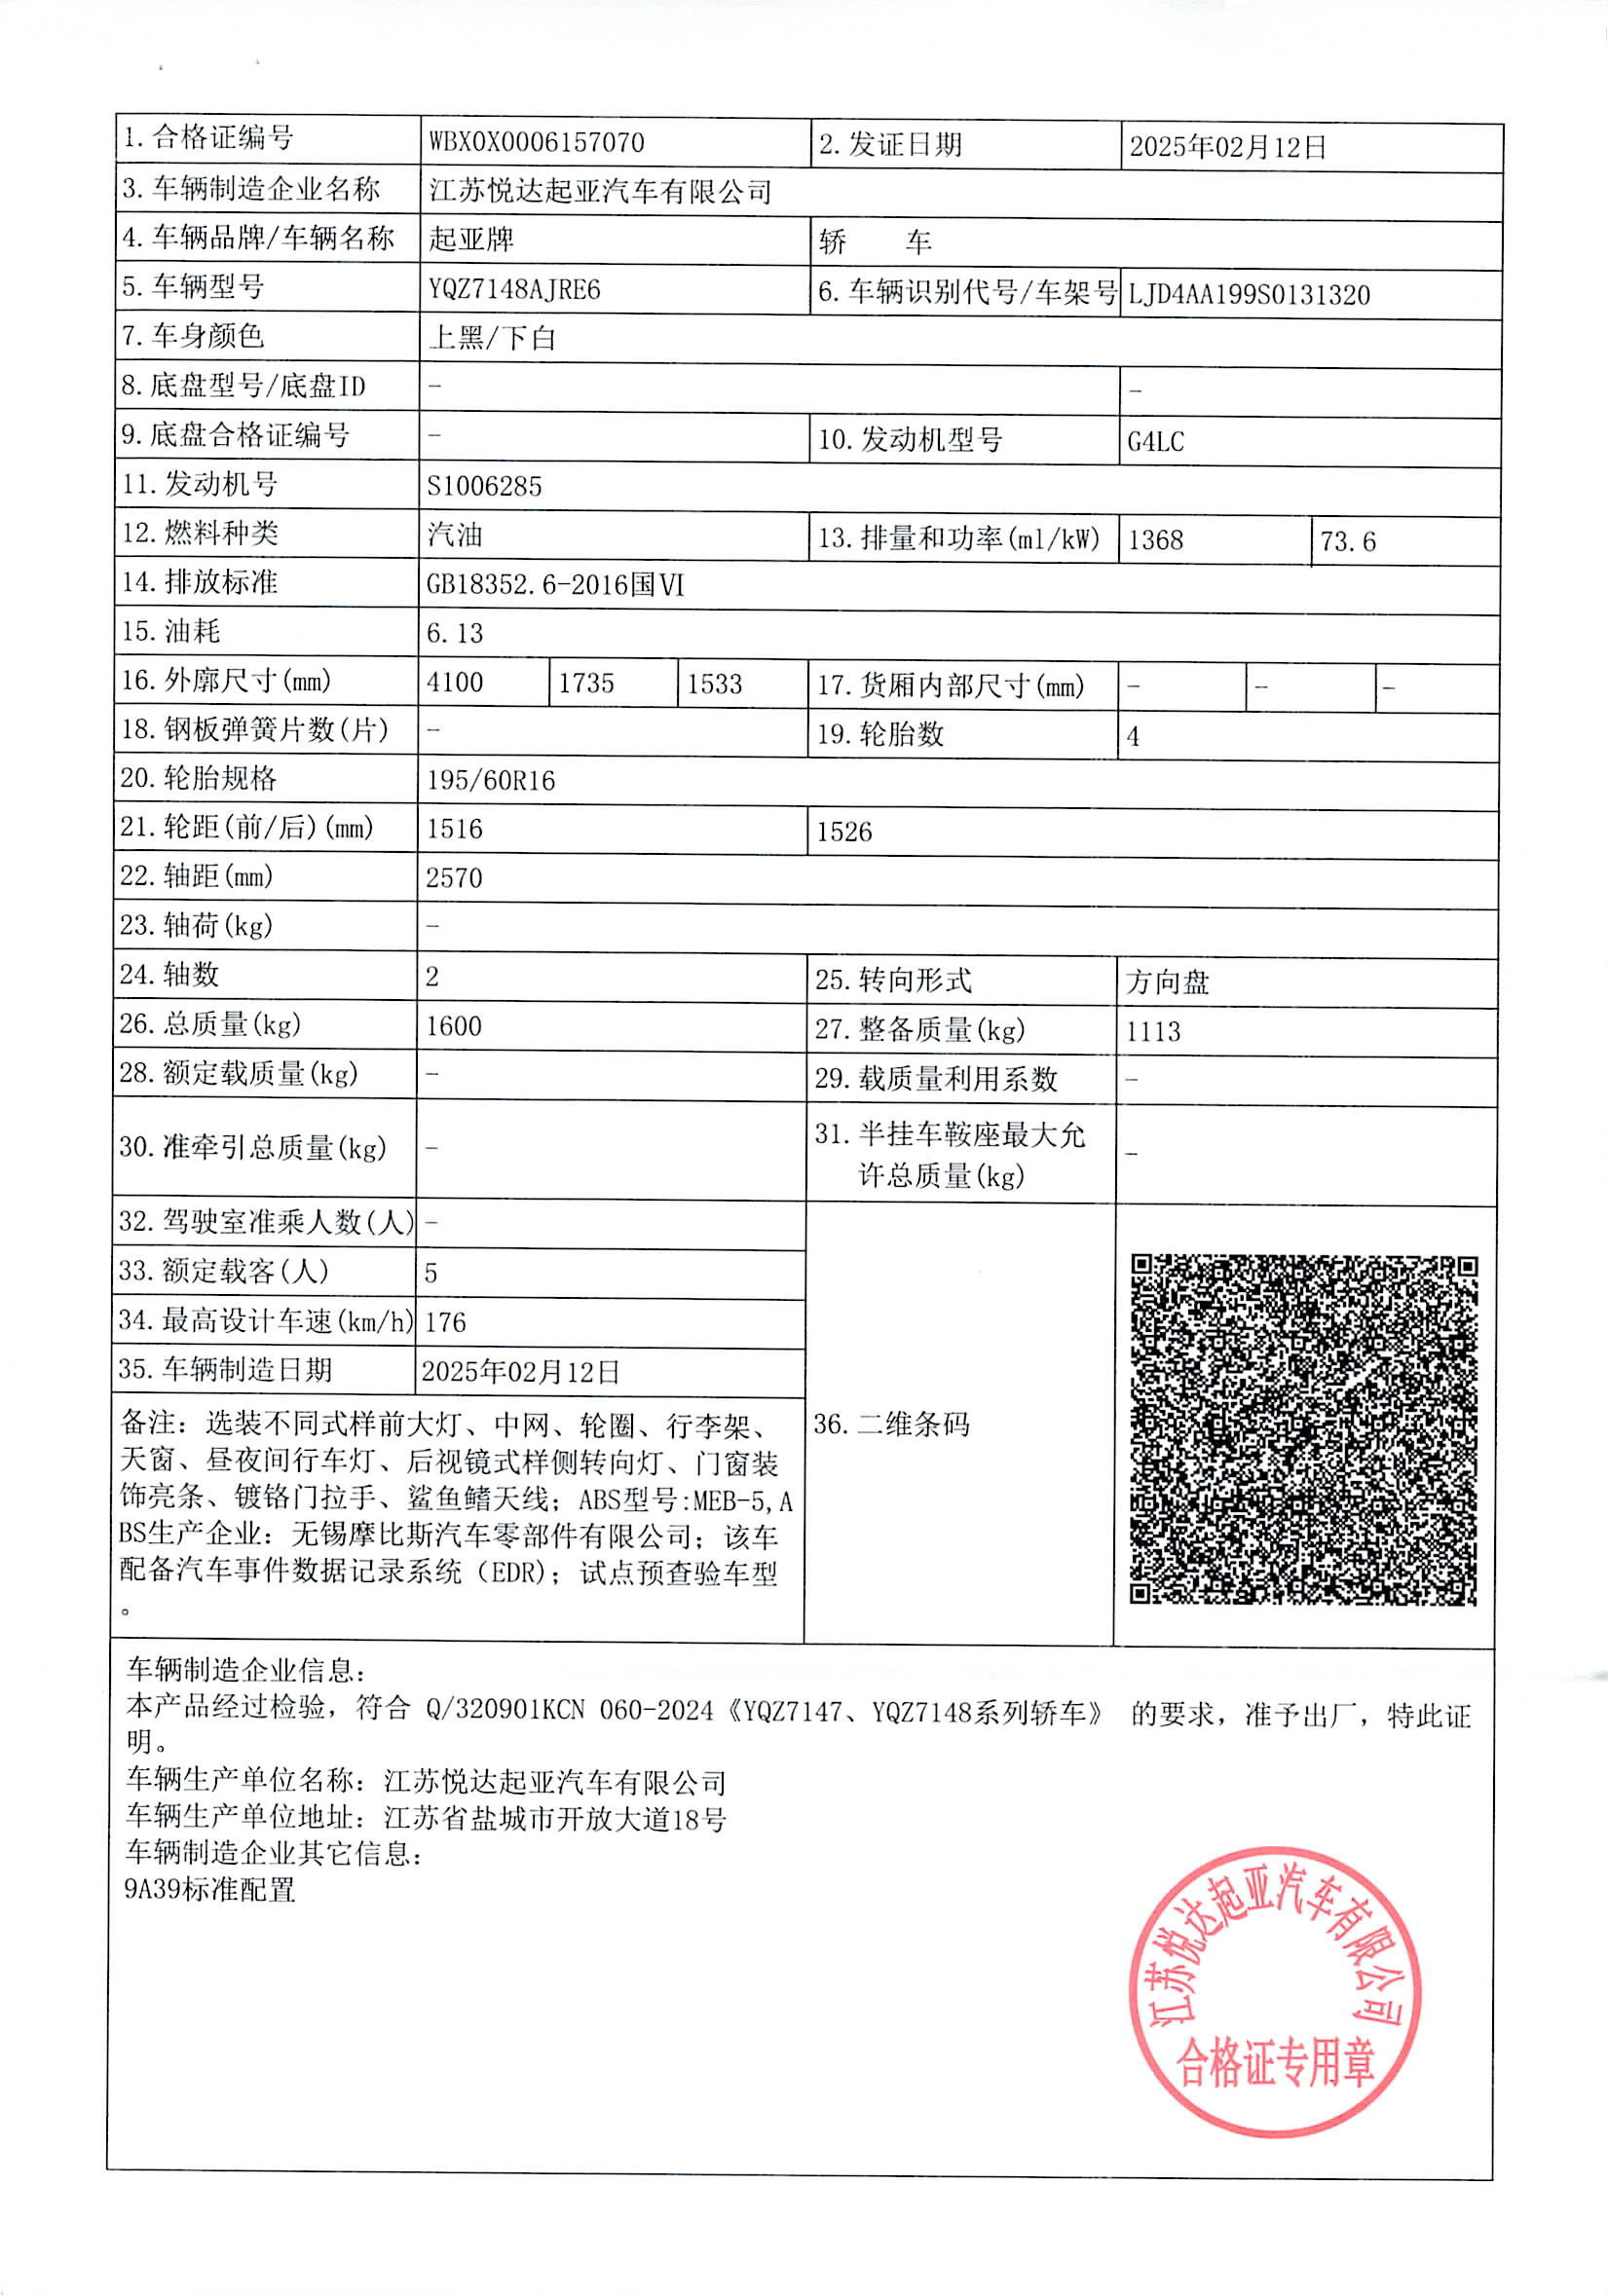 1.合格证编号 WBX0X0006157070 2.发证日期 2025年02月12日
3.车辆制造企业名称 江苏悦达起亚汽车有限公司
4.车辆品牌/车辆名称 起亚牌 轿 车
5.车辆型号 YQZ7148AJRE6 6.车辆识别代号/车架号 LJD4AA199S0131320
7.车身颜色 上黑/下白
8.底盘型号/底盘ID - -
9.底盘合格证编号 - 10.发动机型号 G4LC
11.发动机号 S1006285
12.燃料种类 汽油 13.排量和功率(ml/kW) 1368 73.6
14.排放标准 GB18352.6-2016国Ⅵ
15.油耗 6.13
16.外廓尺寸(mm) 4100 1735 1533 17.货厢内部尺寸(mm) - - -
18.钢板弹簧片数(片) - 19.轮胎数 4
20.轮胎规格 195/60R16
21.轮距(前/后)(mm) 1516 1526
22.轴距(mm) 2570
23.轴荷(kg) -
24.轴数 2 25.转向形式 方向盘
26.总质量(kg) 1600 27.整备质量(kg) 1113
28.额定载质量(kg) - 29.载质量利用系数 -
30.准牵引总质量(kg) - 31.半挂车鞍座最大允
许总质量(kg) -
32.驾驶室准乘人数(人) -
33.额定载客(人) 5
34.最高设计车速(km/h) 176
35.车辆制造日期 2025年02月12日
备注：选装不同式样前大灯、中网、轮圈、行李架、
天窗、昼夜间行车灯、后视镜式样侧转向灯、门窗装
饰亮条、镀铬门拉手、鲨鱼鳍天线；ABS型号:MEB-5,A
BS生产企业：无锡摩比斯汽车零部件有限公司；该车
配备汽车事件数据记录系统（EDR)；试点预查验车型
。
36.二维条码
车辆制造企业信息：
本产品经过检验，符合 Q/320901KCN 060-2024《YQZ7147、YQZ7148系列轿车》 的要求，准予出厂，特此证
明。
车辆生产单位名称：江苏悦达起亚汽车有限公司
车辆生产单位地址：江苏省盐城市开放大道18号
车辆制造企业其它信息：
9A39标准配置
江苏悦达起亚汽车有限公司
合格证专用章